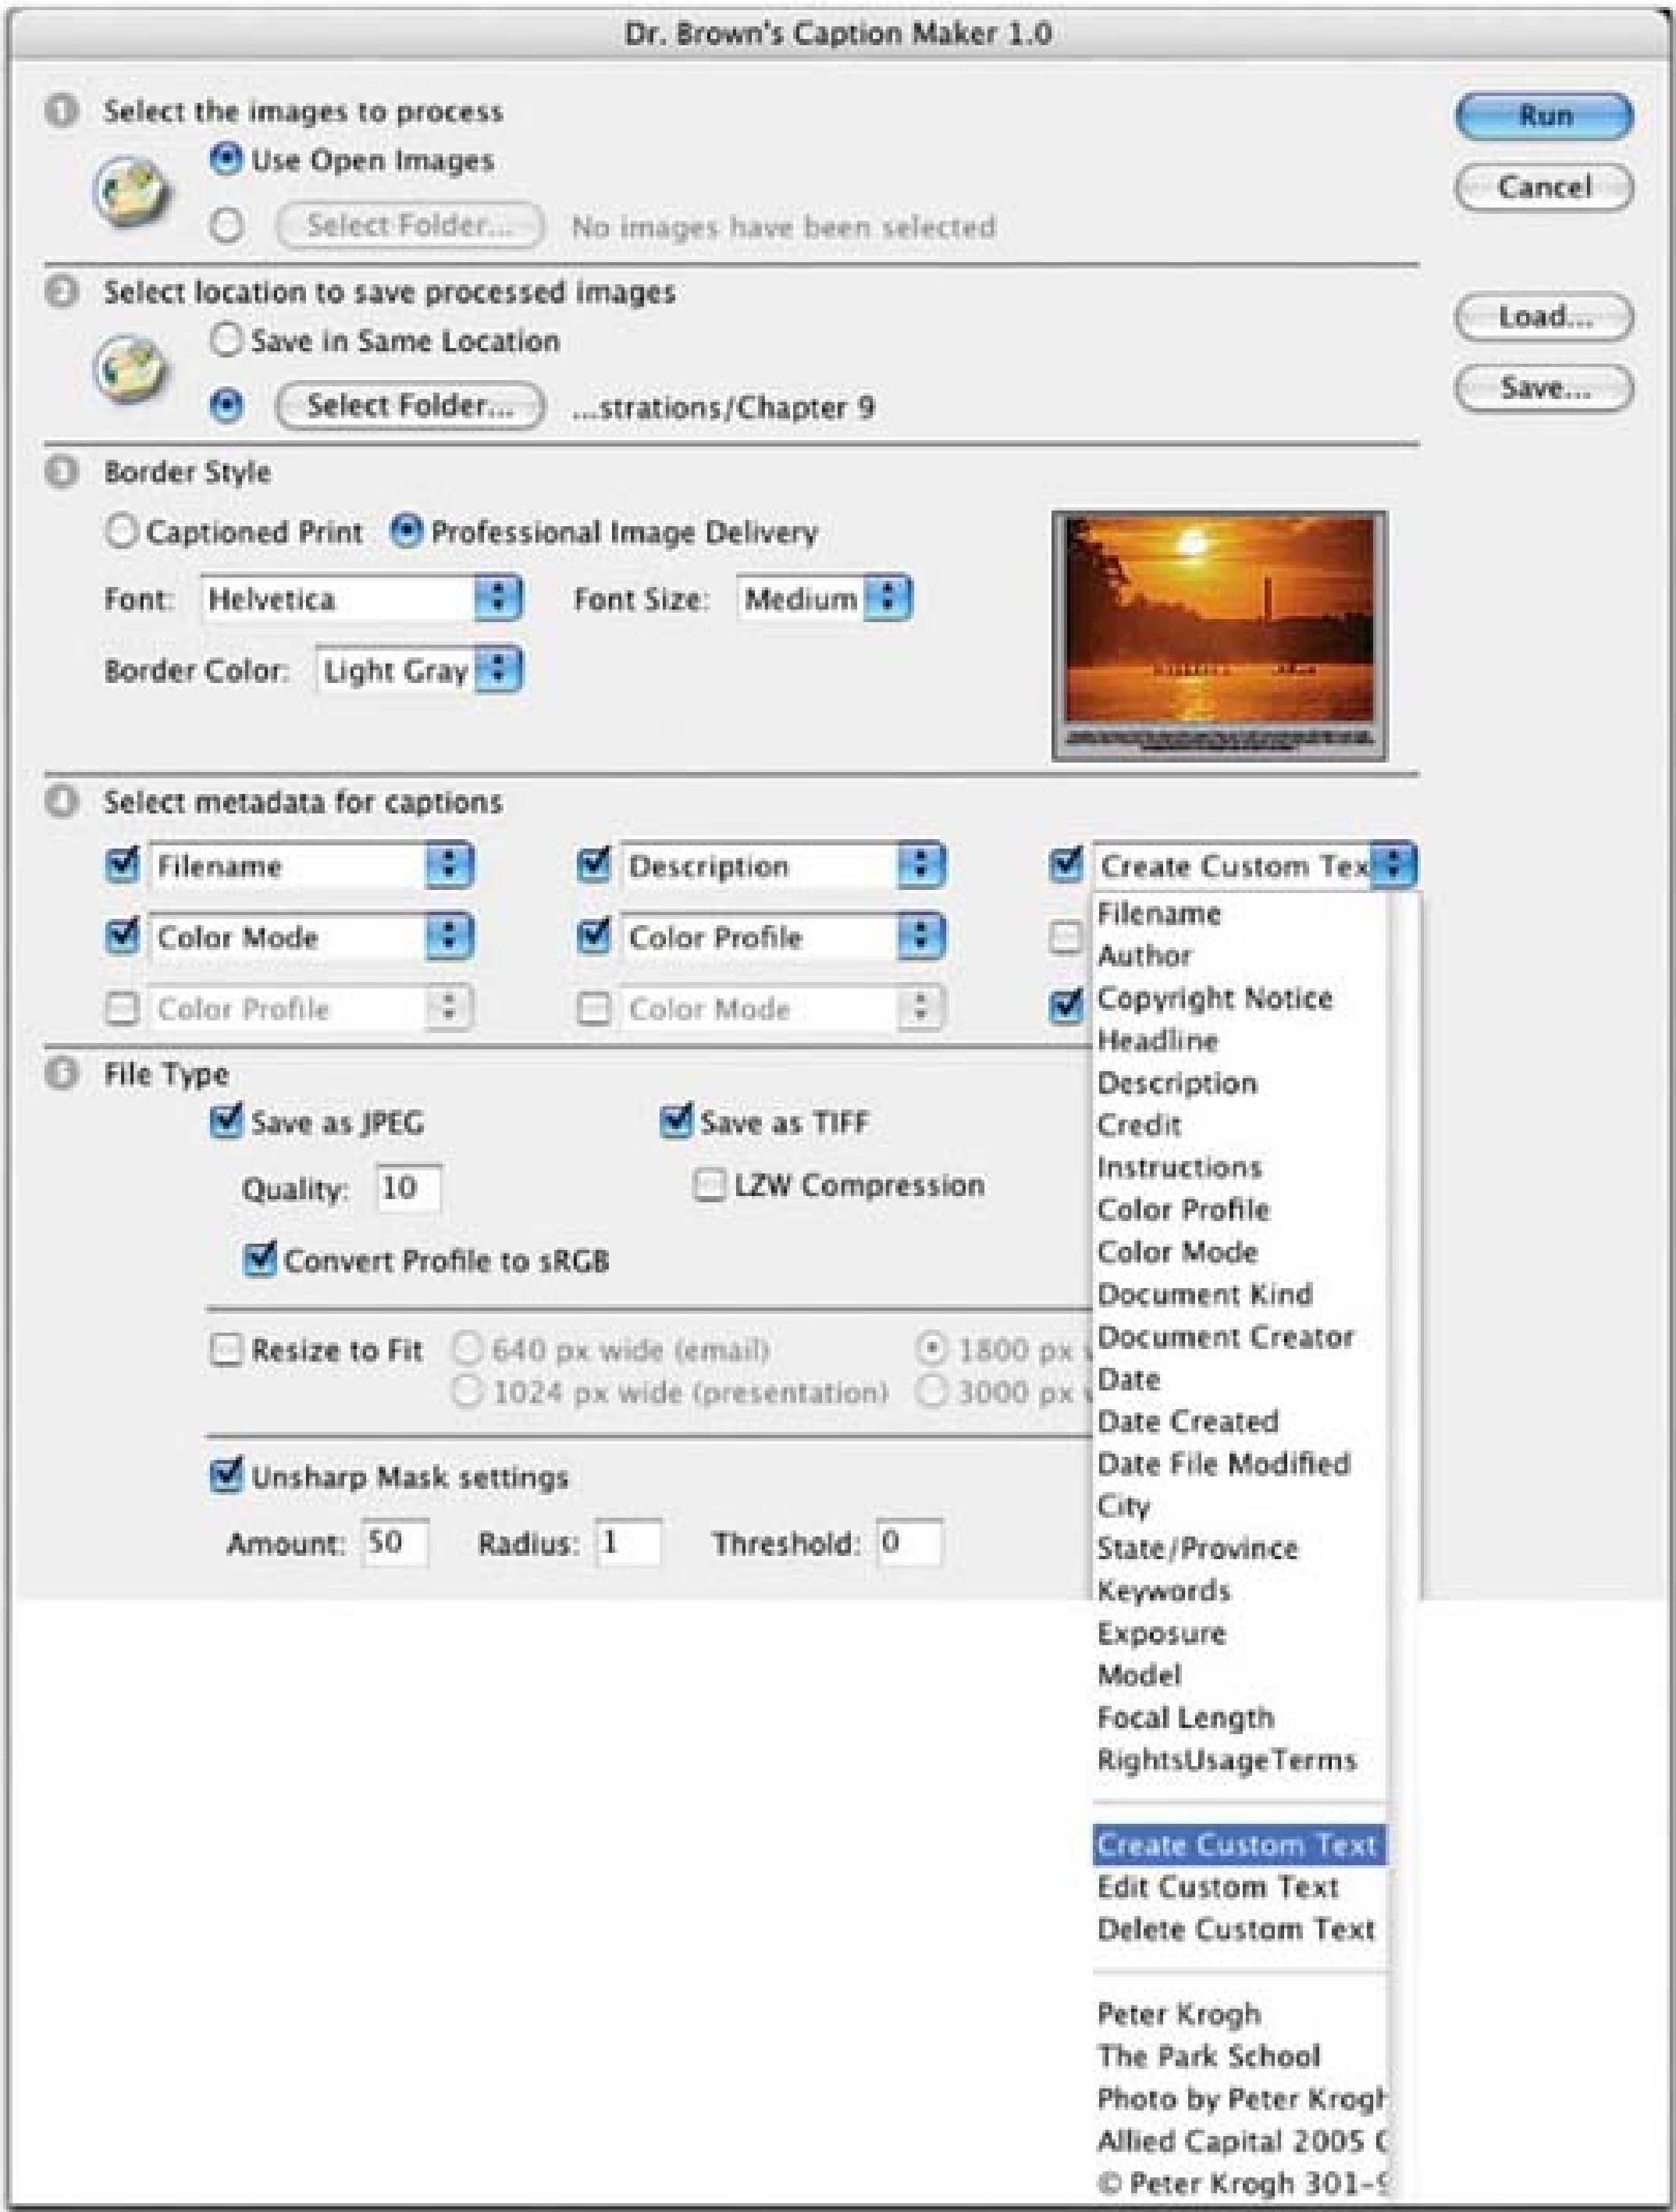 Dr. Brown's Caption Maker 1.0
1 Select the images to process
Run
Use Open Images
Cancel
Select Folder... No images have been selected
2 Select location to save processed images
Load...
Save in Same Location
Save...
Select Folder... ...strations/Chapter 9
3 Border Style
Captioned Print Professional Image Delivery
Font: Helvetica Font Size: Medium
Border Color: Light Gray
4 Select metadata for captions
Filename Description Create Custom Tex
Color Mode Color Profile
Color Profile Color Mode
5 File Type
Save as JPEG Save as TIFF
Quality: 10 LZW Compression
Convert Profile to sRGB
Resize to Fit 640 px wide (email) 1800 px
1024 px wide (presentation) 3000 px
Unsharp Mask settings
Amount: 50 Radius: 1 Threshold: 0
Filename
Author
Copyright Notice
Headline
Description
Credit
Instructions
Color Profile
Color Mode
Document Kind
Document Creator
Date
Date Created
Date File Modified
City
State/Province
Keywords
Exposure
Model
Focal Length
RightsUsageTerms
Create Custom Text
Edit Custom Text
Delete Custom Text
Peter Krogh
The Park School
Photo by Peter Krogh
Allied Capital 2005
© Peter Krogh 301-9